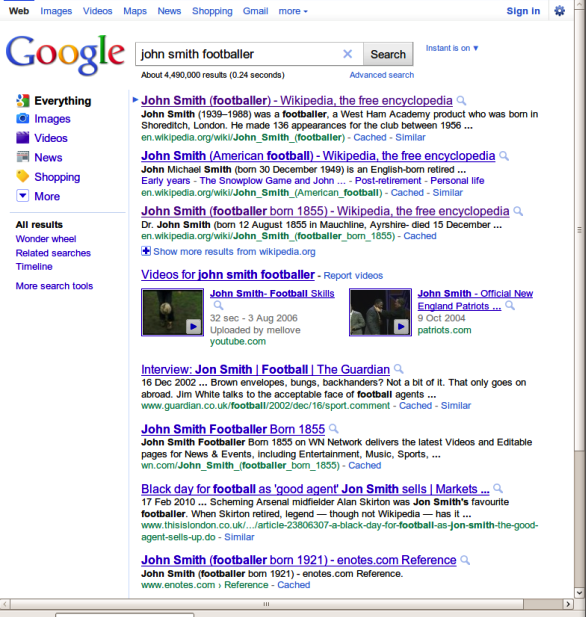 Web Images Videos Maps News Shopping Gmail more Sign in
Google
john smith footballer × Search Instant is on ▼
About 4,490,000 results (0.24 seconds) Advanced search
Everything
Images
Videos
News
Shopping
More
All results
Wonder wheel
Related searches
Timeline
More search tools
John Smith (footballer) - Wikipedia, the free encyclopedia
John Smith (1939–1988) was a footballer, a West Ham Academy product who was born in
Shoreditch, London. He made 136 appearances for the club between 1956 ...
en.wikipedia.org/wiki/John_Smith_(footballer) - Cached - Similar
John Smith (American football) - Wikipedia, the free encyclopedia
John Michael Smith (born 30 December 1949) is an English-born retired ...
Early years - The Snowplow Game and John ... - Post-retirement - Personal life
en.wikipedia.org/wiki/John_Smith_(American_football) - Cached - Similar
John Smith (footballer born 1855) - Wikipedia, the free encyclopedia
Dr. John Smith (born 12 August 1855 in Mauchline, Ayrshire- died 15 December ...
en.wikipedia.org/wiki/John_Smith_(footballer_born_1855) - Cached
Show more results from wikipedia.org
Videos for john smith footballer - Report videos
John Smith- Football Skills
32 sec - 3 Aug 2006
Uploaded by mellove
youtube.com
John Smith - Official New
England Patriots ...
9 Oct 2004
patriots.com
Interview: Jon Smith | Football | The Guardian
16 Dec 2002 ... Brown envelopes, bungs, backhanders? Not a bit of it. That only goes on
abroad. Jim White talks to the acceptable face of football agents ...
www.guardian.co.uk/football/2002/dec/16/sport.comment - Cached - Similar
John Smith Footballer Born 1855
John Smith Footballer Born 1855 on WN Network delivers the latest Videos and Editable
pages for News & Events, including Entertainment, Music, Sports, ...
wn.com/John_Smith_(footballer_born_1855) - Cached
Black day for football as 'good agent' Jon Smith sells | Markets ...
17 Feb 2010 ... Scheming Arsenal midfielder Alan Skirton was Jon Smith's favourite
footballer. When Skirton retired, legend — though not Wikipedia — has it ...
www.thisislondon.co.uk/.../article-23806307-a-black-day-for-football-as-jon-smith-the-good-
agent-sells-up.do - Similar
John Smith (footballer born 1921) - enotes.com Reference
John Smith (footballer born 1921) - enotes.com Reference.
www.enotes.com › Reference - Cached